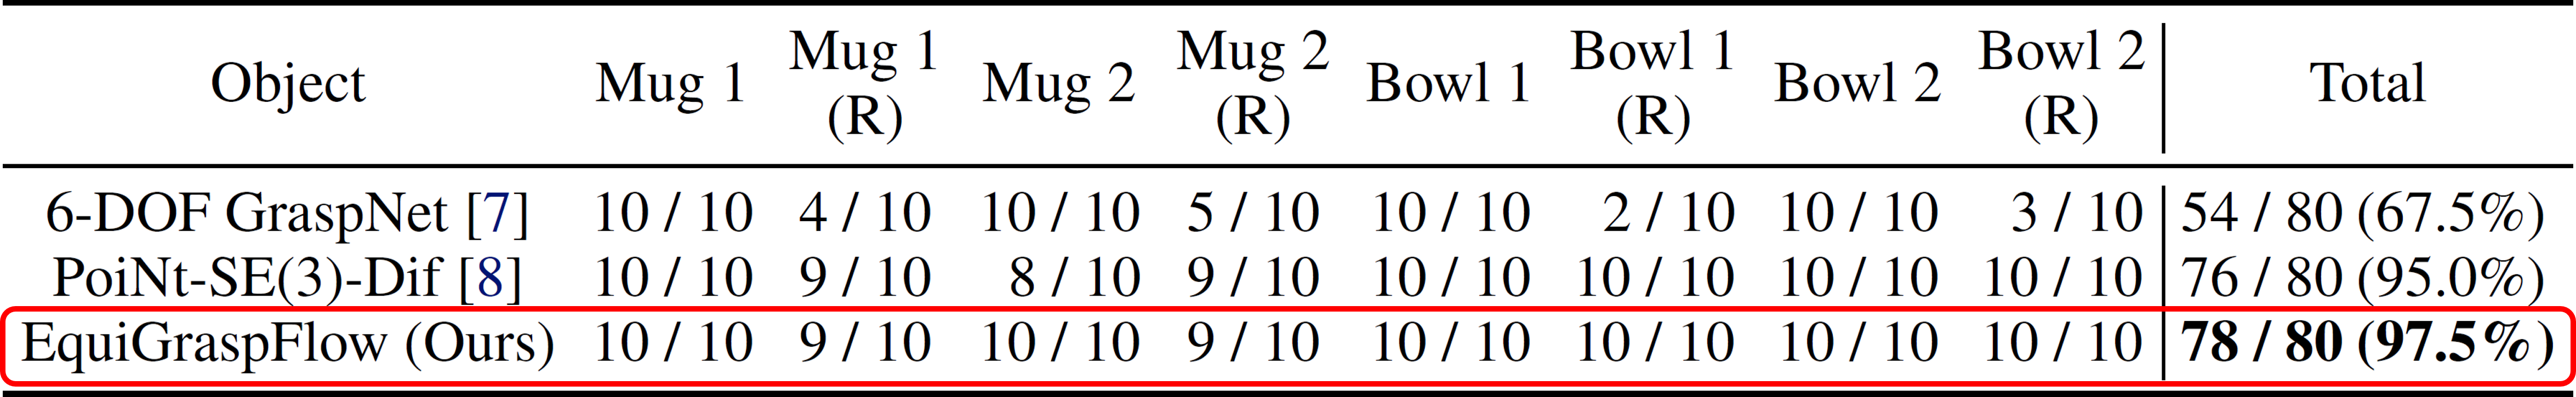 Object Mug 1 Mug 1 (R) Mug 2 Mug 2 (R) Bowl 1 Bowl 1 (R) Bowl 2 Bowl 2 (R) Total
6-DOF GraspNet [7] 10 / 10 4 / 10 10 / 10 5 / 10 10 / 10 2 / 10 10 / 10 3 / 10 54 / 80 (67.5%)
PoiNt-SE(3)-Dif [8] 10 / 10 9 / 10 8 / 10 9 / 10 10 / 10 10 / 10 10 / 10 10 / 10 76 / 80 (95.0%)
EquiGraspFlow (Ours) 10 / 10 9 / 10 10 / 10 9 / 10 10 / 10 10 / 10 10 / 10 10 / 10 78 / 80 (97.5%)